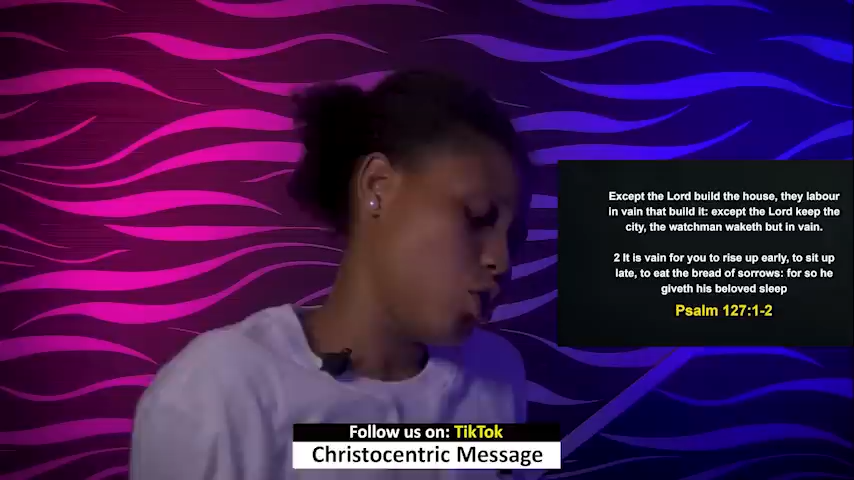 Except the Lord build the house, they labour
in vain that build it: except the Lord keep the
city, the watchman waketh but in vain.
2 It is vain for you to rise up early, to sit up
late, to eat the bread of sorrows: for so he
giveth his beloved sleep
Psalm 127:1-2
Follow us on: TikTok
Christocentric Message